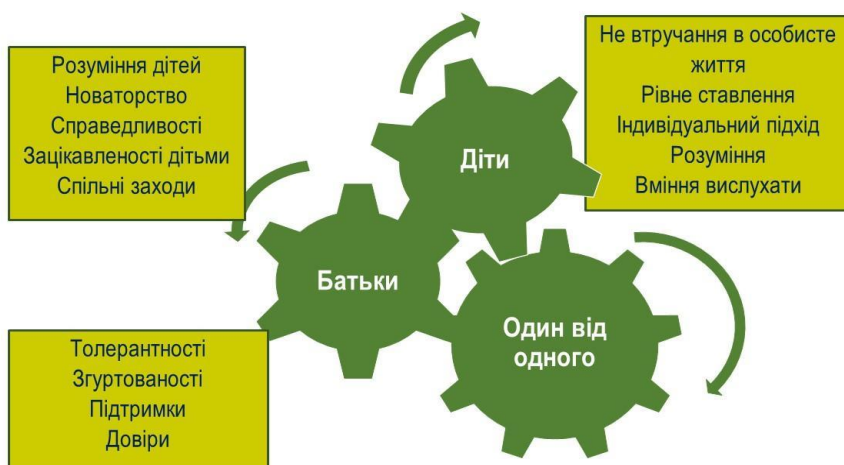 Розуміння дітей
Новаторство
Справедливості
Зацікавленості дітьми
Спільні заходи
Не втручання в особисте
життя
Рівне ставлення
Індивідуальний підхід
Розуміння
Вміння вислухати
Діти
Батьки
Один від
одного
Толерантності
Згуртованості
Підтримки
Довіри